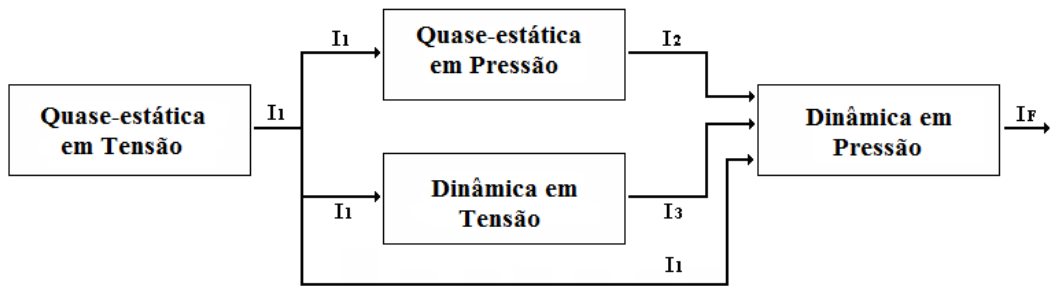 Quase-estática
em Tensão
I1
I1
Quase-estática
em Pressão
I2
I1
Dinâmica em
Tensão
I3
I1
Dinâmica em
Pressão
IF